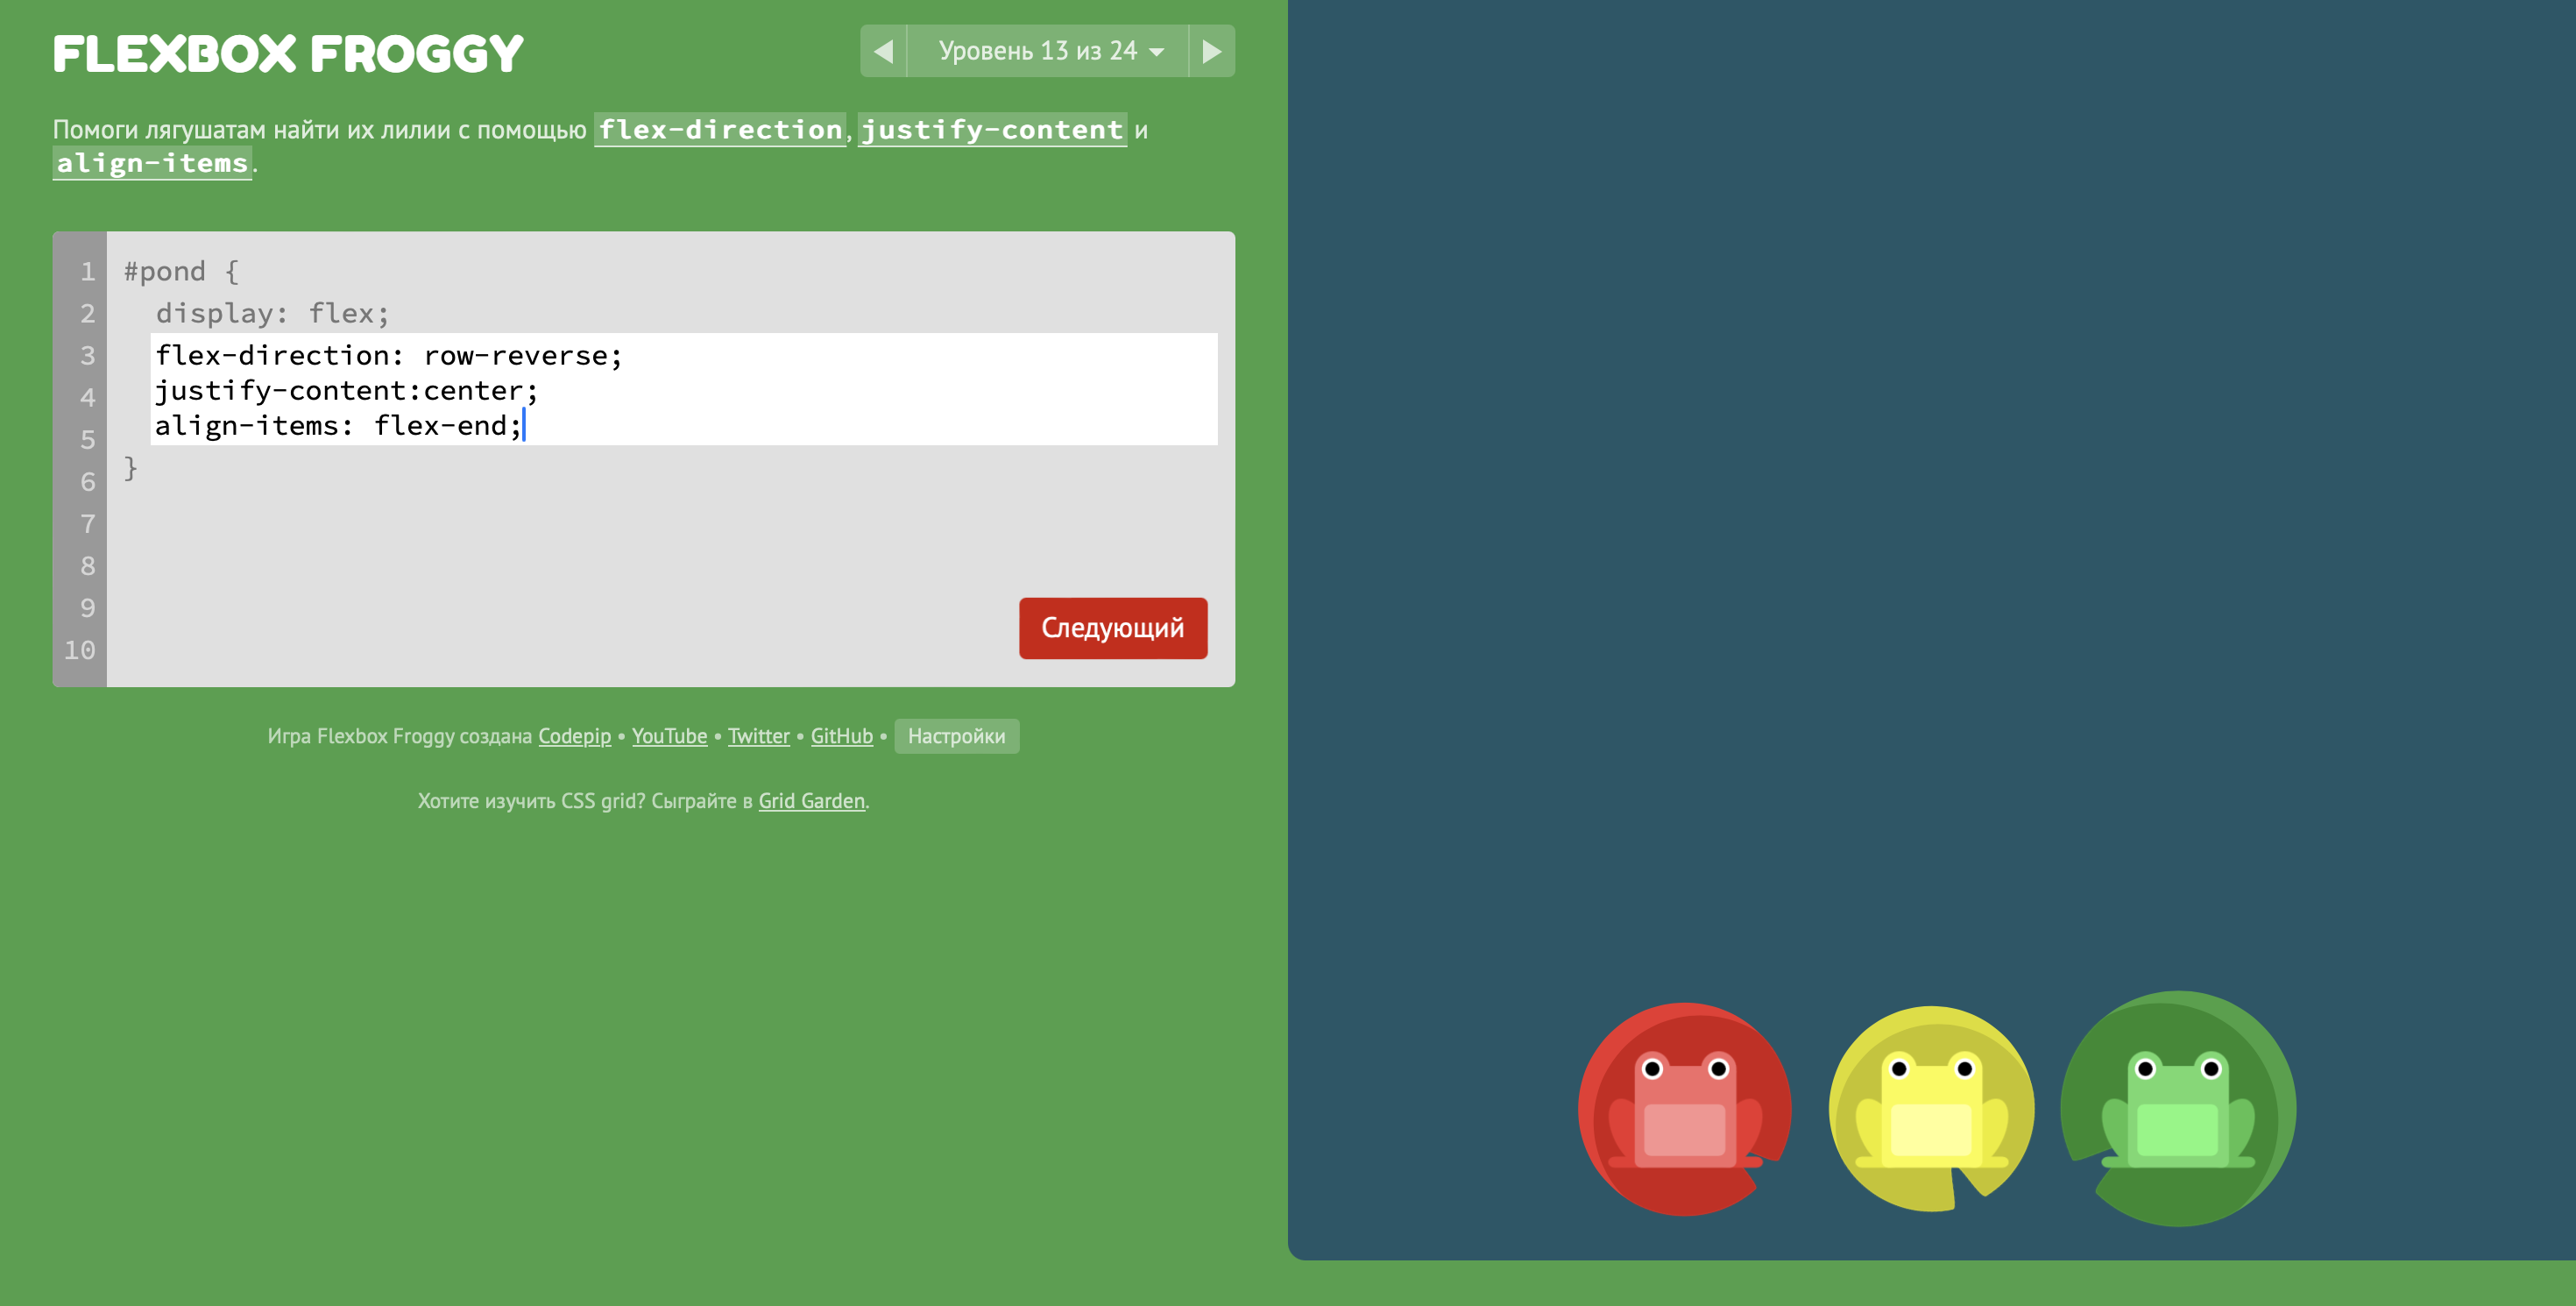 FLEXBOX FROGGY
Уровень 13 из 24
Помоги лягушатам найти их лилии с помощью flex-direction, justify-content и
align-items.
1 #pond {
2 display: flex;
3 flex-direction: row-reverse;
4 justify-content:center;
5 align-items: flex-end;
6 }
7
8
9
10
Следующий
Игра Flexbox Froggy создана Codepip • YouTube • Twitter • GitHub • Настройки
Хотите изучить CSS grid? Сыграйте в Grid Garden.